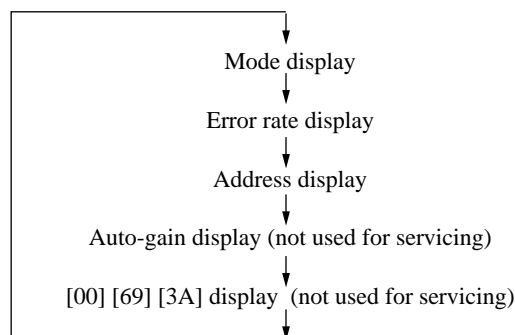 Mode display
Error rate display
Address display
Auto-gain display (not used for servicing)
[00] [69] [3A] display (not used for servicing)